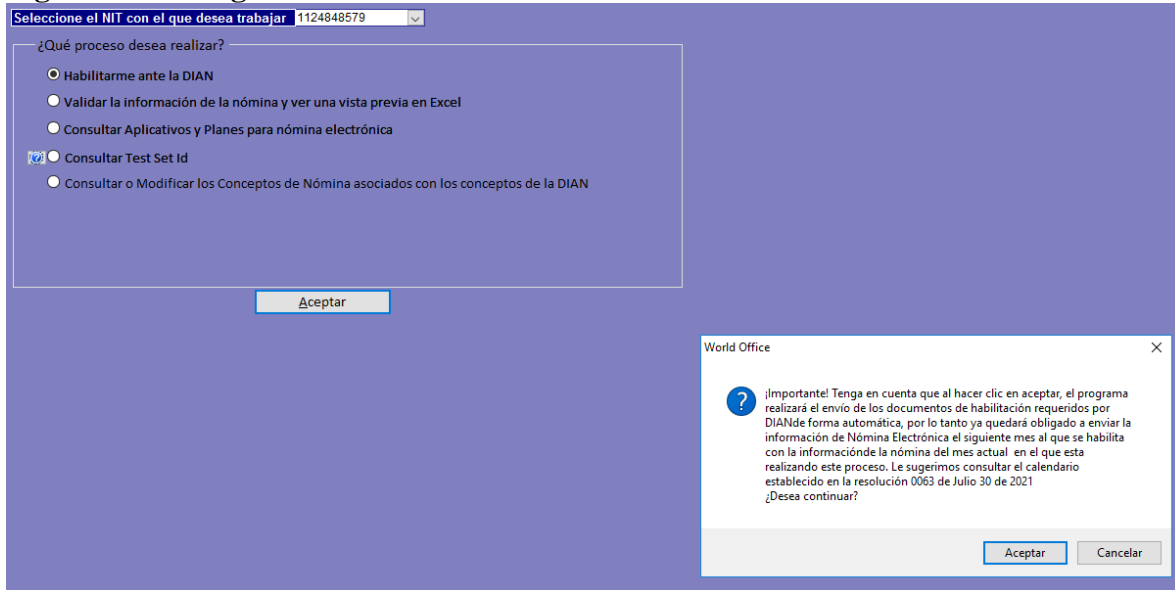 Seleccione el NIT con el que desea trabajar 1124848579
¿Qué proceso desea realizar?
Habilitarme ante la DIAN
Validar la información de la nómina y ver una vista previa en Excel
Consultar Aplicativos y Planes para nómina electrónica
Consultar Test Set Id
Consultar o Modificar los Conceptos de Nómina asociados con los conceptos de la DIAN
Aceptar
World Office
¡Importante! Tenga en cuenta que al hacer clic en aceptar, el programa
realizará el envío de los documentos de habilitación requeridos por
DIANde forma automática, por lo tanto ya quedará obligado a enviar la
información de Nómina Electrónica el siguiente mes al que se habilita
con la informaciónde la nómina del mes actual en el que esta
realizando este proceso. Le sugerimos consultar el calendario
establecido en la resolución 0063 de Julio 30 de 2021
¿Desea continuar?
Aceptar Cancelar